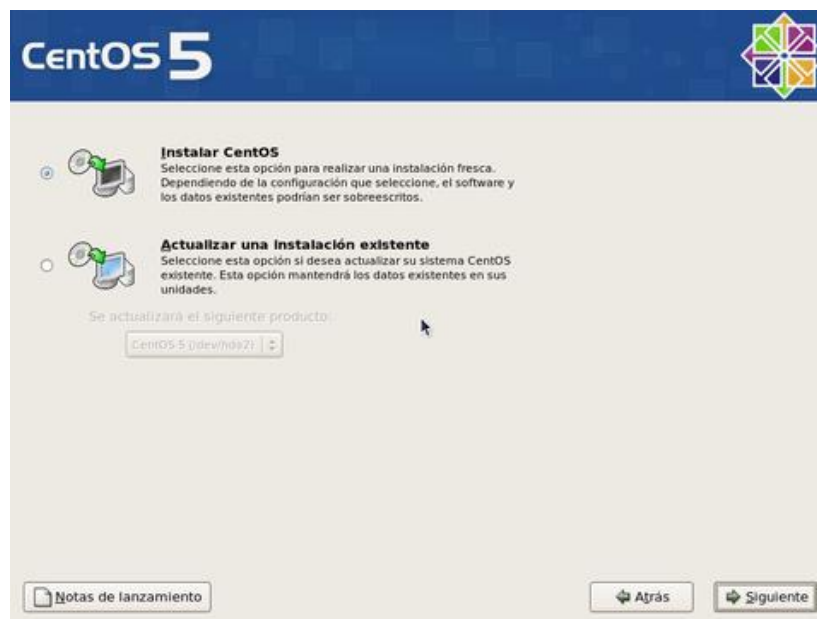 CentOS 5
Instalar CentOS
Seleccione esta opción para realizar una instalación fresca.
Dependiendo de la configuración que seleccione, el software y
los datos existentes podrían ser sobreescritos.
Actualizar una instalación existente
Seleccione esta opción si desea actualizar su sistema CentOS
existente. Esta opción mantendrá los datos existentes en sus
unidades.
Se actualizará el siguiente producto:
CentOS 5 (/dev/hda2)
Notas de lanzamiento
Atrás
Siguiente